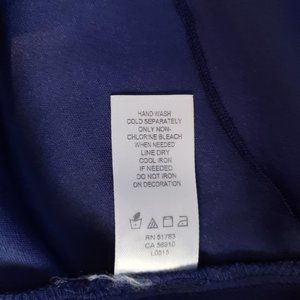 HAND WASH
COLD SEPARATELY
ONLY NON-
CHLORINE BLEACH
WHEN NEEDED
LINE DRY
COOL IRON
IF NEEDED
DO NOT IRON
ON DECORATION
RN 51783
CA 56910
L0515